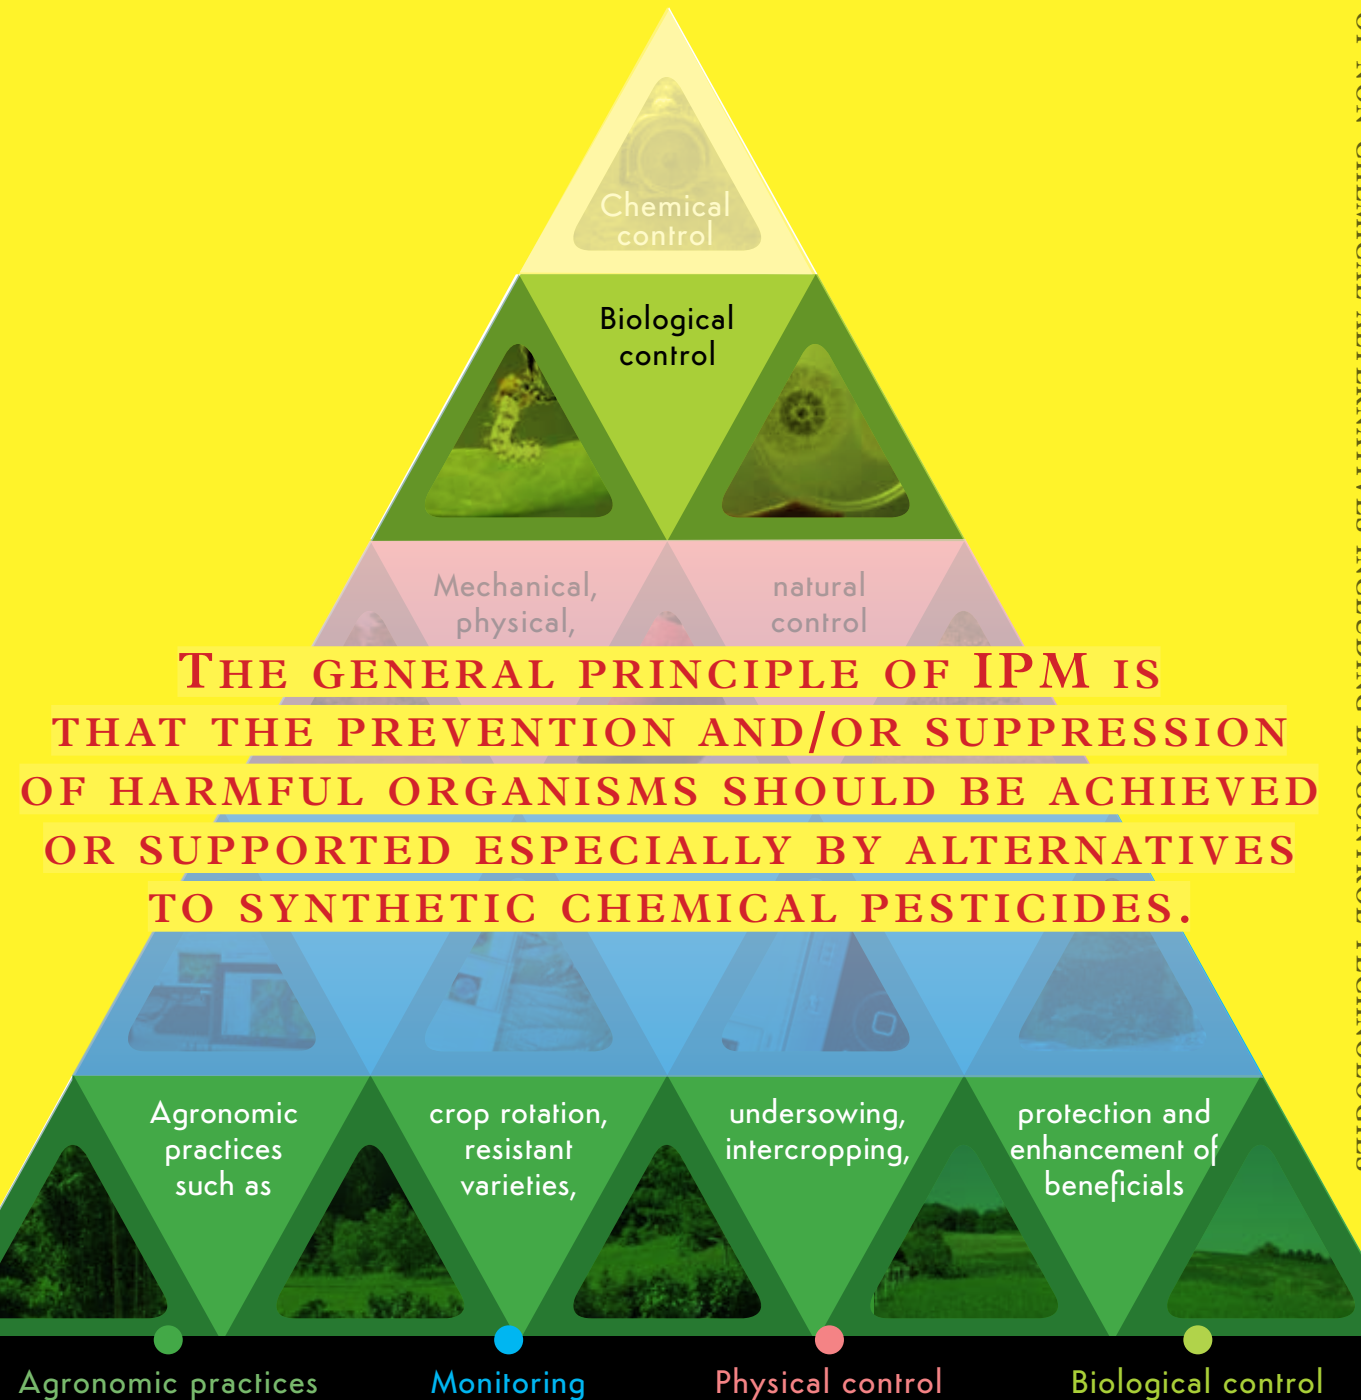 Chemical
control
Biological
control
Mechanical,
physical,
natural
control
THE GENERAL PRINCIPLE OF IPM IS
THAT THE PREVENTION AND/OR SUPPRESSION
OF HARMFUL ORGANISMS SHOULD BE ACHIEVED
OR SUPPORTED ESPECIALLY BY ALTERNATIVES
TO SYNTHETIC CHEMICAL PESTICIDES.
Agronomic
practices
such as
crop rotation,
resistant
varieties,
undersowing,
intercropping,
protection and
enhancement of
beneficials
Agronomic practices
Monitoring
Physical control
Biological control